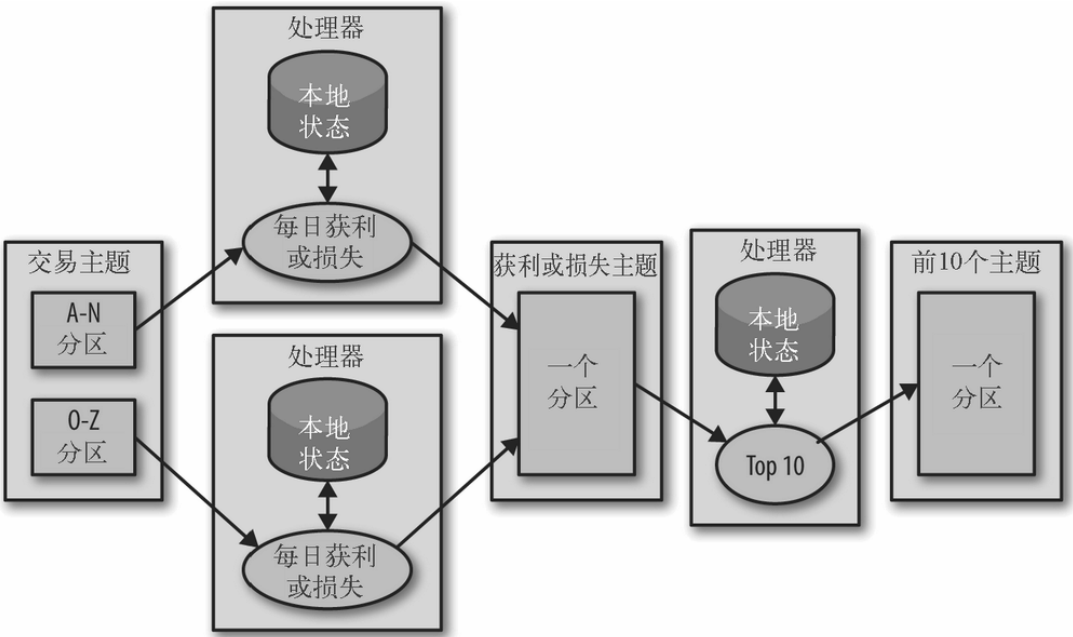 交易主题
A-N
分区
O-Z
分区
处理器
本地
状态
每日获利
或损失
处理器
本地
状态
每日获利
或损失
获利或损失主题
一个
分区
处理器
本地
状态
Top 10
前10个主题
一个
分区